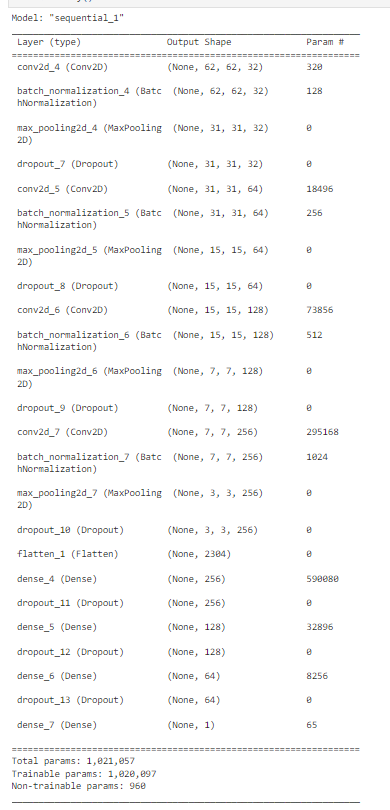 Model: "sequential_1"
Layer (type) Output Shape Param #
=================================================================
conv2d_4 (Conv2D) (None, 62, 62, 32) 320
batch_normalization_4 (Batc (None, 62, 62, 32) 128
hNormalization)
max_pooling2d_4 (MaxPooling (None, 31, 31, 32) 0
2D)
dropout_7 (Dropout) (None, 31, 31, 32) 0
conv2d_5 (Conv2D) (None, 31, 31, 64) 18496
batch_normalization_5 (Batc (None, 31, 31, 64) 256
hNormalization)
max_pooling2d_5 (MaxPooling (None, 15, 15, 64) 0
2D)
dropout_8 (Dropout) (None, 15, 15, 64) 0
conv2d_6 (Conv2D) (None, 15, 15, 128) 73856
batch_normalization_6 (Batc (None, 15, 15, 128) 512
hNormalization)
max_pooling2d_6 (MaxPooling (None, 7, 7, 128) 0
2D)
dropout_9 (Dropout) (None, 7, 7, 128) 0
conv2d_7 (Conv2D) (None, 7, 7, 256) 295168
batch_normalization_7 (Batc (None, 7, 7, 256) 1024
hNormalization)
max_pooling2d_7 (MaxPooling (None, 3, 3, 256) 0
2D)
dropout_10 (Dropout) (None, 3, 3, 256) 0
flatten_1 (Flatten) (None, 2304) 0
dense_4 (Dense) (None, 256) 590080
dropout_11 (Dropout) (None, 256) 0
dense_5 (Dense) (None, 128) 32896
dropout_12 (Dropout) (None, 128) 0
dense_6 (Dense) (None, 64) 8256
dropout_13 (Dropout) (None, 64) 0
dense_7 (Dense) (None, 1) 65
=================================================================
Total params: 1,021,057
Trainable params: 1,020,097
Non-trainable params: 960